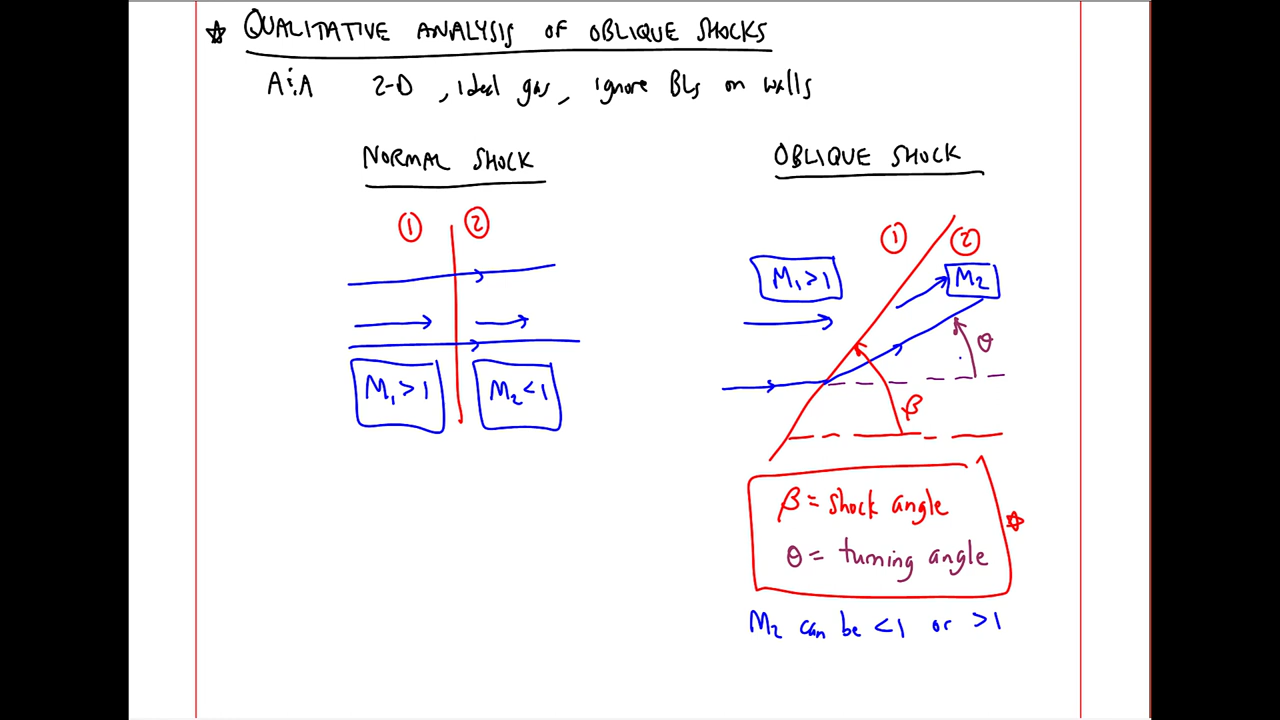 ☆ QUALITATIVE ANALYSIS OF OBLIQUE SHOCKS
A&A 2-D, ideal gas, ignore BLs on walls
NORMAL SHOCK
① ②
M₁>1 M₂<1
OBLIQUE SHOCK
① ②
M₁>1 M₂
θ
β
β = shock angle
θ = turning angle
☆
M₂ can be <1 or >1